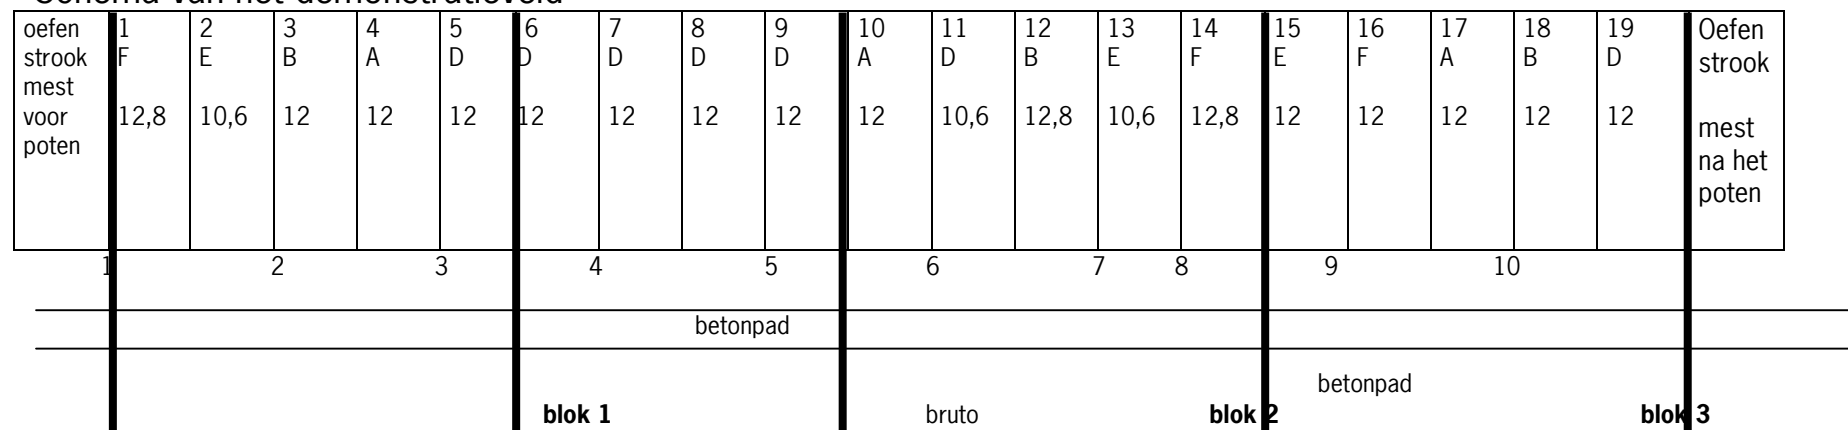 Schema van het demonstratieveld
oefen 1 2 3 4 5 6 7 8 9 10 11 12 13 14 15 16 17 18 19 Oefen
strook F E B A D D D D D A D B E F E F A B D strook
mest
voor 12,8 10,6 12 12 12 12 12 12 12 12 10,6 12,8 10,6 12,8 12 12 12 12 12 mest
poten na het
poten
1 2 3 4 5 6 7 8 9 10
betonpad
betonpad
blok 1 bruto blok 2 blok 3